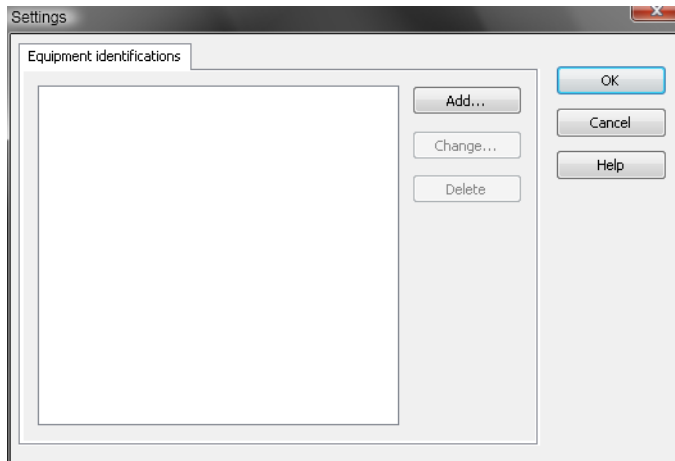 Settings
Equipment identifications
Add...
Change...
Delete
OK
Cancel
Help